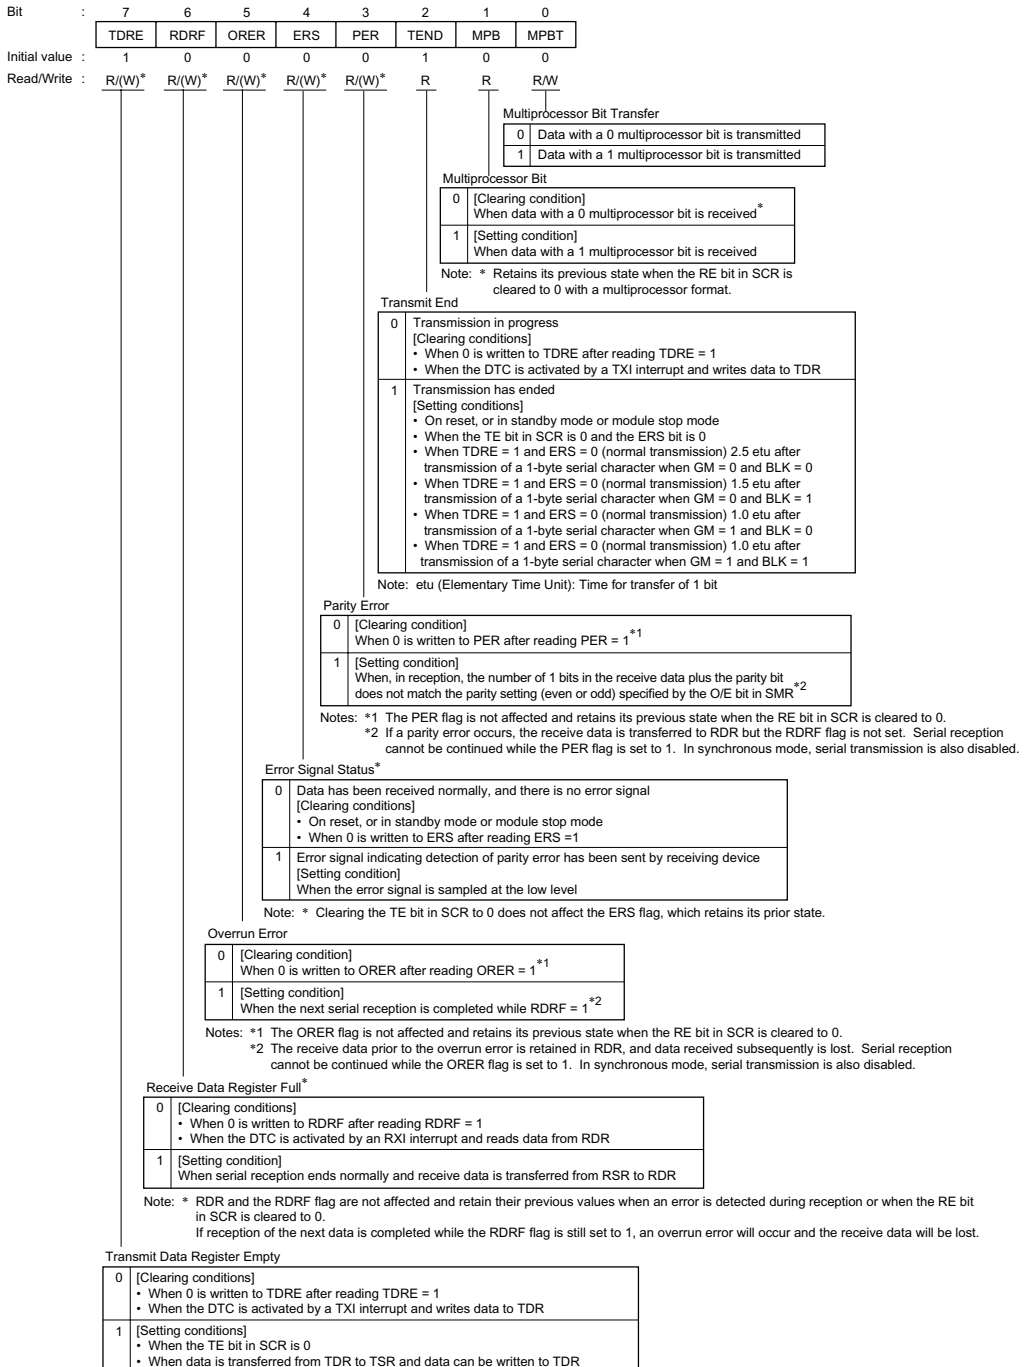 Bit : 7 6 5 4 3 2 1 0
TDRE RDRF ORER ERS PER TEND MPB MPBT
Initial value : 1 0 0 0 0 1 0 0
Read/Write : R/(W)* R/(W)* R/(W)* R/(W)* R/(W)* R R R/W
Multiprocessor Bit Transfer
0 Data with a 0 multiprocessor bit is transmitted
1 Data with a 1 multiprocessor bit is transmitted
Multiprocessor Bit
0 [Clearing condition]
When data with a 0 multiprocessor bit is received*
1 [Setting condition]
When data with a 1 multiprocessor bit is received
Note: * Retains its previous state when the RE bit in SCR is
cleared to 0 with a multiprocessor format.
Transmit End
0 Transmission in progress
[Clearing conditions]
• When 0 is written to TDRE after reading TDRE = 1
• When the DTC is activated by a TXI interrupt and writes data to TDR
1 Transmission has ended
[Setting conditions]
• On reset, or in standby mode or module stop mode
• When the TE bit in SCR is 0 and the ERS bit is 0
• When TDRE = 1 and ERS = 0 (normal transmission) 2.5 etu after
transmission of a 1-byte serial character when GM = 0 and BLK = 0
• When TDRE = 1 and ERS = 0 (normal transmission) 1.5 etu after
transmission of a 1-byte serial character when GM = 0 and BLK = 1
• When TDRE = 1 and ERS = 0 (normal transmission) 1.0 etu after
transmission of a 1-byte serial character when GM = 1 and BLK = 0
• When TDRE = 1 and ERS = 0 (normal transmission) 1.0 etu after
transmission of a 1-byte serial character when GM = 1 and BLK = 1
Note: etu (Elementary Time Unit): Time for transfer of 1 bit
Parity Error
0 [Clearing condition]
When 0 is written to PER after reading PER = 1*1
1 [Setting condition]
When, in reception, the number of 1 bits in the receive data plus the parity bit
does not match the parity setting (even or odd) specified by the O/E bit in SMR*2
Notes: *1 The PER flag is not affected and retains its previous state when the RE bit in SCR is cleared to 0.
*2 If a parity error occurs, the receive data is transferred to RDR but the RDRF flag is not set. Serial reception
cannot be continued while the PER flag is set to 1. In synchronous mode, serial transmission is also disabled.
Error Signal Status*
0 Data has been received normally, and there is no error signal
[Clearing conditions]
• On reset, or in standby mode or module stop mode
• When 0 is written to ERS after reading ERS =1
1 Error signal indicating detection of parity error has been sent by receiving device
[Setting condition]
When the error signal is sampled at the low level
Note: * Clearing the TE bit in SCR to 0 does not affect the ERS flag, which retains its prior state.
Overrun Error
0 [Clearing condition]
When 0 is written to ORER after reading ORER = 1*1
1 [Setting condition]
When the next serial reception is completed while RDRF = 1*2
Notes: *1 The ORER flag is not affected and retains its previous state when the RE bit in SCR is cleared to 0.
*2 The receive data prior to the overrun error is retained in RDR, and data received subsequently is lost. Serial reception
cannot be continued while the ORER flag is set to 1. In synchronous mode, serial transmission is also disabled.
Receive Data Register Full*
0 [Clearing conditions]
• When 0 is written to RDRF after reading RDRF = 1
• When the DTC is activated by an RXI interrupt and reads data from RDR
1 [Setting condition]
When serial reception ends normally and receive data is transferred from RSR to RDR
Note: * RDR and the RDRF flag are not affected and retain their previous values when an error is detected during reception or when the RE bit
in SCR is cleared to 0.
If reception of the next data is completed while the RDRF flag is still set to 1, an overrun error will occur and the receive data will be lost.
Transmit Data Register Empty
0 [Clearing conditions]
• When 0 is written to TDRE after reading TDRE = 1
• When the DTC is activated by a TXI interrupt and writes data to TDR
1 [Setting conditions]
• When the TE bit in SCR is 0
• When data is transferred from TDR to TSR and data can be written to TDR